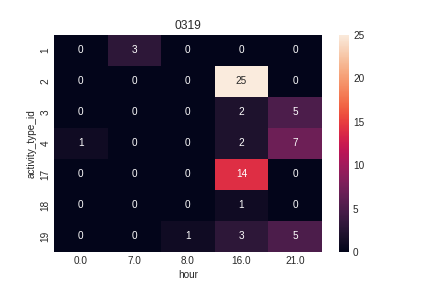 0319
1 0 3 0 0 0
2 0 0 0 25 0
3 0 0 0 2 5
4 1 0 0 2 7
17 0 0 0 14 0
18 0 0 0 1 0
19 0 0 1 3 5
0.0 7.0 8.0 16.0 21.0
hour
activity_type_id
25
20
15
10
5
0